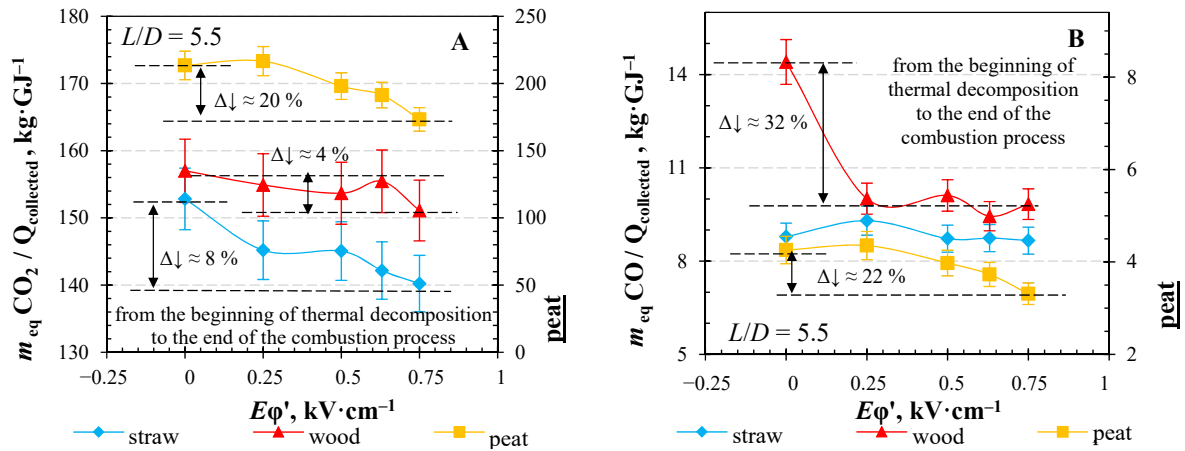 A
L/D = 5.5
m eq CO2 / Qcollected, kg·GJ−1
180
170
160
150
140
130
250
200
150
100
50
0
peat
Δ↓ ≈ 20 %
Δ↓ ≈ 4 %
Δ↓ ≈ 8 %
from the beginning of thermal decomposition
to the end of the combustion process
−0.25
0
0.25
0.5
0.75
1
Eφ', kV·cm−1
straw
wood
peat
B
from the beginning of
thermal decomposition
to the end of the
combustion process
m eq CO / Qcollected, kg·GJ−1
14
11
8
5
8
6
4
2
peat
Δ↓ ≈ 32 %
Δ↓ ≈ 22 %
L/D = 5.5
−0.25
0
0.25
0.5
0.75
1
Eφ', kV·cm−1
straw
wood
peat